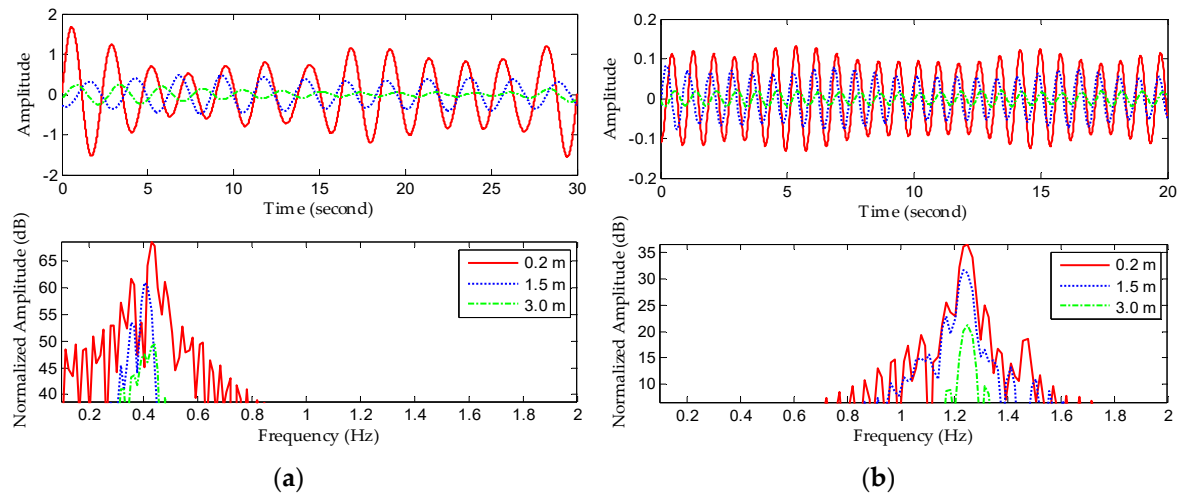 Amplitude
2
1
0
-1
-2
0 5 10 15 20 25 30
Time (second)
Normalized Amplitude (dB)
65
60
55
50
45
40
0.2 0.4 0.6 0.8 1 1.2 1.4 1.6 1.8 2
Frequency (Hz)
0.2 m
1.5 m
3.0 m
(a)
Amplitude
0.2
0.1
0
-0.1
-0.2
0 5 10 15 20
Time (second)
Normalized Amplitude (dB)
35
30
25
20
15
10
0.2 0.4 0.6 0.8 1 1.2 1.4 1.6 1.8 2
Frequency (Hz)
0.2 m
1.5 m
3.0 m
(b)